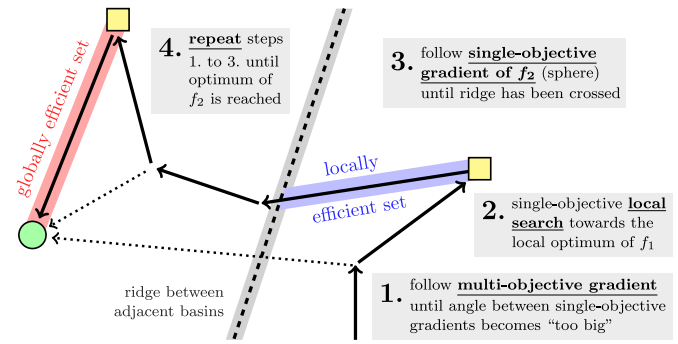 4. repeat steps
1. to 3. until
optimum of
f₂ is reached
3. follow single-objective
gradient of f₂ (sphere)
until ridge has been crossed
globally efficient set
locally
efficient set
2. single-objective local
search towards the
local optimum of f₁
ridge between
adjacent basins
1. follow multi-objective gradient
until angle between single-objective
gradients becomes “too big”